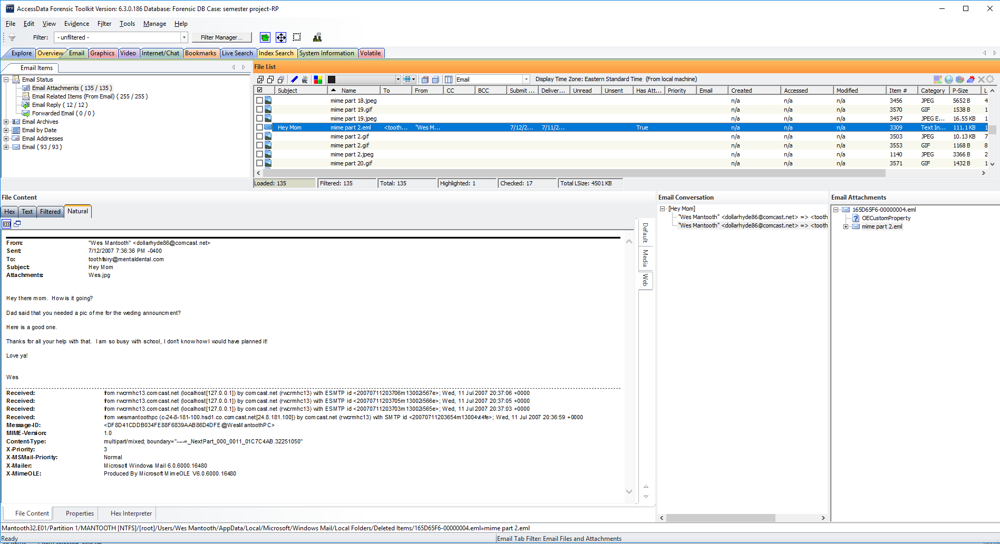 AccessData Forensic Toolkit Version: 6.3.0.186 Database: Forensic DB Case: semester project-RP
File Edit View Evidence Filter Tools Manage Help
Filter: - unfiltered - Filter Manager...
Explore Overview Email Graphics Video Internet/Chat Bookmarks Live Search Index Search System Information Volatile
Email Items
Email Status
Email Attachments ( 135 / 135 )
Email Related Items (From Email) ( 255 / 255 )
Email Reply ( 12 / 12 )
Forwarded Email ( 0 / 0 )
Email Archives
Email by Date
Email Addresses
Email ( 93 / 93 )
File List
Email Display Time Zone: Eastern Standard Time (From local machine)
Subject Name To From CC BCC Submit ... Deliver... Unread Unsent Has Att... Priority Email Created Accessed Modified Item # Category P-Size L
mime part 18.jpeg n/a n/a n/a 3456 JPEG 5652 B 4
mime part 19.gif n/a n/a n/a 3570 GIF 1538 B 1
mime part 19.jpeg n/a n/a n/a 3457 JPEG E... 16.55 KB 1
Hey Mom mime part 2.eml <tooth... "Wes M... 7/12/2... 7/11/2... True 3309 Text In... 111.1 KB 1
mime part 2.gif n/a n/a n/a 3503 JPEG 10.13 KB 7
mime part 2.gif n/a n/a n/a 3553 GIF 1168 B 8
mime part 2.jpeg n/a n/a n/a 1140 JPEG 3366 B 2
mime part 20.gif n/a n/a n/a 3571 GIF 1432 B 1
Loaded: 135 Filtered: 135 Total: 135 Highlighted: 1 Checked: 17 Total LSize: 4501 KB
File Content
Hex Text Filtered Natural
CSS
From: "Wes Mantooth" <dollarhyde86@comcast.net>
Sent: 7/12/2007 7:36:36 PM -0400
To: toothfairy@mentaldental.com
Subject: Hey Mom
Attachments: Wes.jpg
Hey there mom. How is it going?
Dad said that you needed a pic of me for the weding announcment?
Here is a good one.
Thanks for all your help with that. I am so busy with school, I don't know how I would have planned it!
Love ya!
Wes
Received: from rwcrmhc13.comcast.net (localhost[127.0.0.1]) by comcast.net (rwcrmhc13) with ESMTP id <20070711203706m13002i567e>; Wed, 11 Jul 2007 20:37:06 +0000
Received: from rwcrmhc13.comcast.net (localhost[127.0.0.1]) by comcast.net (rwcrmhc13) with ESMTP id <20070711203705m13002i566e>; Wed, 11 Jul 2007 20:37:05 +0000
Received: from rwcrmhc13.comcast.net (localhost[127.0.0.1]) by comcast.net (rwcrmhc13) with ESMTP id <20070711203703m13002i565e>; Wed, 11 Jul 2007 20:37:03 +0000
Received: from wesmantoothpc (c-24-8-181-100.hsd1.co.comcast.net[24.8.181.100]) by comcast.net (rwcrmhc13) with SMTP id <20070711203654m13004vt4fe>; Wed, 11 Jul 2007 20:36:59 +0000
Message-ID: <DF8D41CDDB034FE88F6839AAB86D4DFE@WesMantoothPC>
MIME-Version: 1.0
Content-Type: multipart/mixed; boundary="----=_NextPart_000_0011_01C7C4AB.32251050"
X-Priority: 3
X-MSMail-Priority: Normal
X-Mailer: Microsoft Windows Mail 6.0.6000.16480
X-MimeOLE: Produced By Microsoft MimeOLE V6.0.6000.16480
Default
Media
Web
Email Conversation
[Hey Mom]
"Wes Mantooth" <dollarhyde86@comcast.net> => <tooth
"Wes Mantooth" <dollarhyde86@comcast.net> => <tooth
Email Attachments
165D65F6-00000004.eml
OECustomProperty
mime part 2.eml
File Content Properties Hex Interpreter
Mantooth32.E01/Partition 1/MANTOOTH [NTFS]/[root]/Users/Wes Mantooth/AppData/Local/Microsoft/Windows Mail/Local Folders/Deleted Items/165D65F6-00000004.eml»mime part 2.eml
Ready Email Tab Filter: Email Files and Attachments